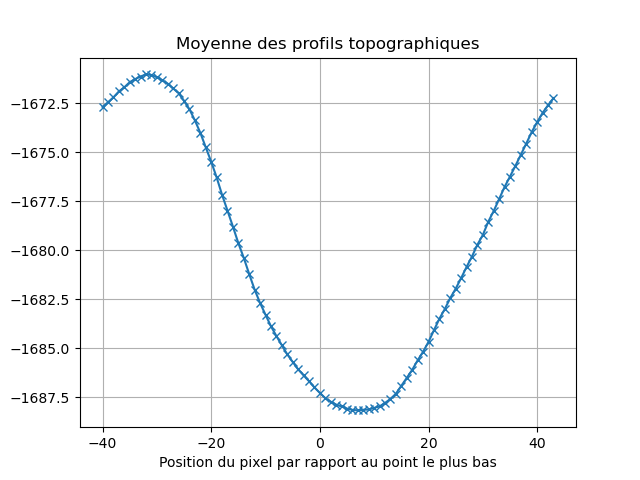 Moyenne des profils topographiques
−1672.5
−1675.0
−1677.5
−1680.0
−1682.5
−1685.0
−1687.5
−40 −20 0 20 40
Position du pixel par rapport au point le plus bas